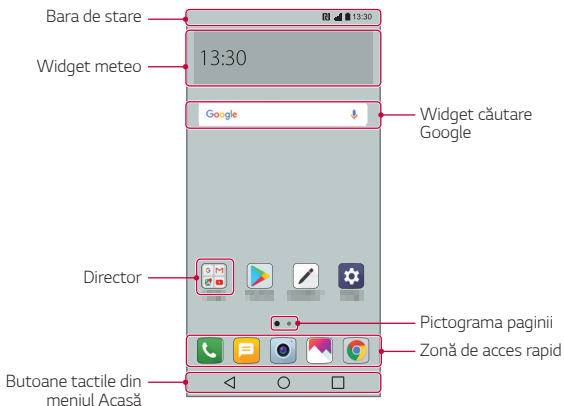 Bara de stare
13:30
Widget meteo
13:30
Google
Widget căutare
Google
Director
G M
Pictograma paginii
Zonă de acces rapid
Butoane tactile din
meniul Acasă